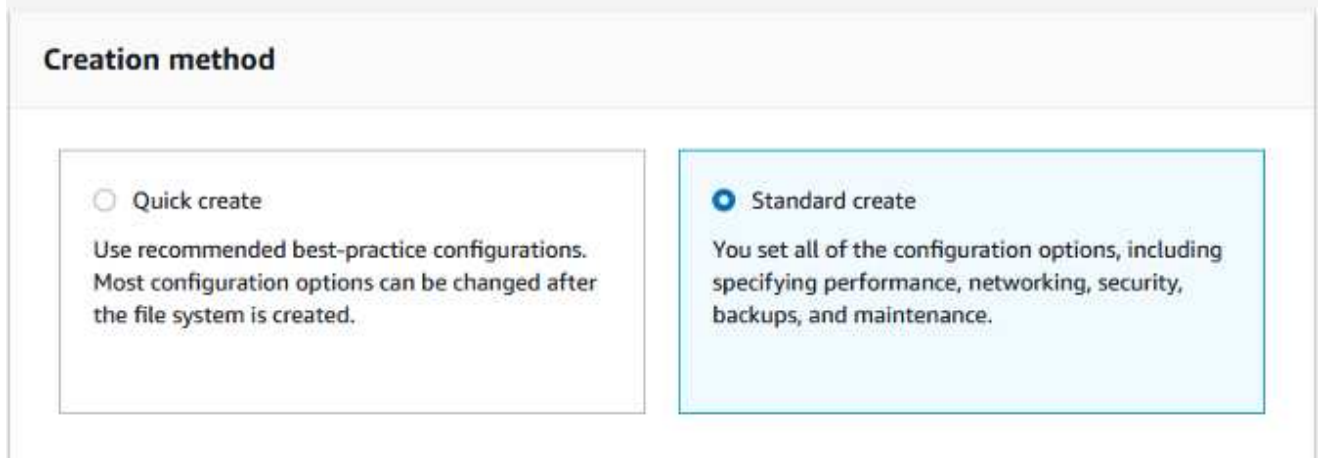 Creation method
Quick create
Use recommended best-practice configurations.
Most configuration options can be changed after
the file system is created.
Standard create
You set all of the configuration options, including
specifying performance, networking, security,
backups, and maintenance.